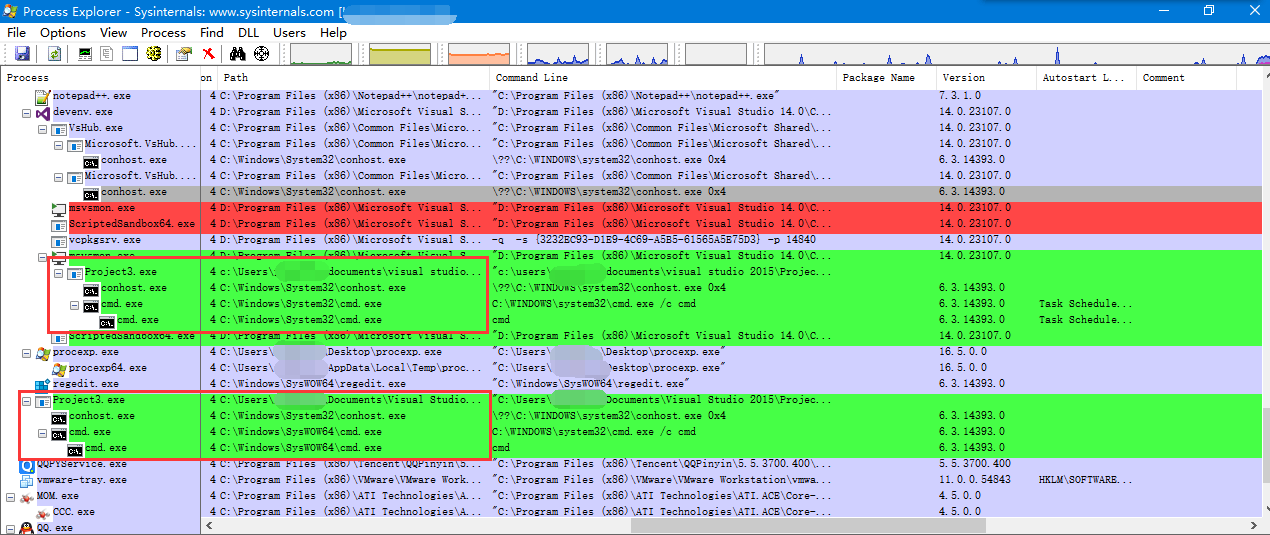 Process Explorer - Sysinternals: www.sysinternals.com [
File Options View Process Find DLL Users Help
Process on Path Command Line Package Name Version Autostart L... Comment
notepad++.exe 4 C:\Program Files (x86)\Notepad++\notepad+... "C:\Program Files (x86)\Notepad++\notepad++.exe" 7.3.1.0
devenv.exe 4 D:\Program Files (x86)\Microsoft Visual S... "D:\Program Files (x86)\Microsoft Visual Studio 14.0\C... 14.0.23107.0
VsHub.exe 4 C:\Program Files (x86)\Common Files\Micro... "C:\Program Files (x86)\Common Files\Microsoft Shared\... 14.0.23107.0
Microsoft.VsHub.... 4 C:\Program Files (x86)\Common Files\Micro... "C:\Program Files (x86)\Common Files\Microsoft Shared\... 14.0.23107.0
conhost.exe 4 C:\Windows\System32\conhost.exe \??\C:\WINDOWS\system32\conhost.exe 0x4 6.3.14393.0
Microsoft.VsHub.... 4 C:\Program Files (x86)\Common Files\Micro... "C:\Program Files (x86)\Common Files\Microsoft Shared\... 14.0.23107.0
conhost.exe 4 C:\Windows\System32\conhost.exe \??\C:\WINDOWS\system32\conhost.exe 0x4 6.3.14393.0
msvsmon.exe 4 D:\Program Files (x86)\Microsoft Visual S... "D:\Program Files (x86)\Microsoft Visual Studio 14.0\C... 14.0.23107.0
ScriptedSandbox64.exe 4 D:\Program Files (x86)\Microsoft Visual S... "D:\Program Files (x86)\Microsoft Visual Studio 14.0\C... 14.0.23107.0
vcpkgsrv.exe 4 D:\Program Files (x86)\Microsoft Visual S... -q -s {3232EC93-D1E9-4C69-A5B5-61565A5E75D3} -p 14840 14.0.23107.0
msvsmon.exe 4 D:\Program Files (x86)\Microsoft Visual S... "D:\Program Files (x86)\Microsoft Visual Studio 14.0\C... 14.0.23107.0
Project3.exe 4 c:\Users\ documents\visual studio... "c:\users\ documents\visual studio 2015\Projec...
conhost.exe 4 C:\Windows\System32\conhost.exe \??\C:\WINDOWS\system32\conhost.exe 0x4 6.3.14393.0
cmd.exe 4 C:\Windows\System32\cmd.exe C:\WINDOWS\system32\cmd.exe /c cmd 6.3.14393.0 Task Schedule...
cmd.exe 4 C:\Windows\System32\cmd.exe cmd 6.3.14393.0 Task Schedule...
ScriptedSandbox64.exe 4 D:\Program Files (x86)\Microsoft Visual S... "D:\Program Files (x86)\Microsoft Visual Studio 14.0\C... 14.0.23107.0
procexp.exe 4 C:\Users\ \Desktop\procexp.exe "C:\Users\ \Desktop\procexp.exe" 16.5.0.0
procexp64.exe 4 C:\Users\ AppData\Local\Temp\proc... "C:\Users\ \Desktop\procexp.exe" 16.5.0.0
regedit.exe 4 C:\Windows\SysWOW64\regedit.exe "C:\Windows\SysWOW64\regedit.exe" 6.3.14393.0
Project3.exe 4 C:\Users\ Documents\Visual Studio... "C:\Users\ Documents\Visual Studio 2015\Projec...
conhost.exe 4 C:\Windows\System32\conhost.exe \??\C:\WINDOWS\system32\conhost.exe 0x4 6.3.14393.0
cmd.exe 4 C:\Windows\SysWOW64\cmd.exe C:\WINDOWS\system32\cmd.exe /c cmd 6.3.14393.0
cmd.exe 4 C:\Windows\SysWOW64\cmd.exe cmd 6.3.14393.0
QQPYService.exe 4 C:\Program Files (x86)\Tencent\QQPinyin\5... "C:\Program Files (x86)\Tencent\QQPinyin\5.5.3700.400\... 5.5.3700.400
vmware-tray.exe 4 C:\Program Files (x86)\VMware\VMware Work... "C:\Program Files (x86)\VMware\VMware Workstation\vmwa... 11.0.0.54843 HKLM\SOFTWARE...
MOM.exe 4 C:\Program Files (x86)\ATI Technologies\A... "C:\Program Files (x86)\ATI Technologies\ATI.ACE\Core-... 4.5.0.0
CCC.exe 4 C:\Program Files (x86)\ATI Technologies\A... "C:\Program Files (x86)\ATI Technologies\ATI.ACE\Core-... 4.5.0.0
QQ.exe